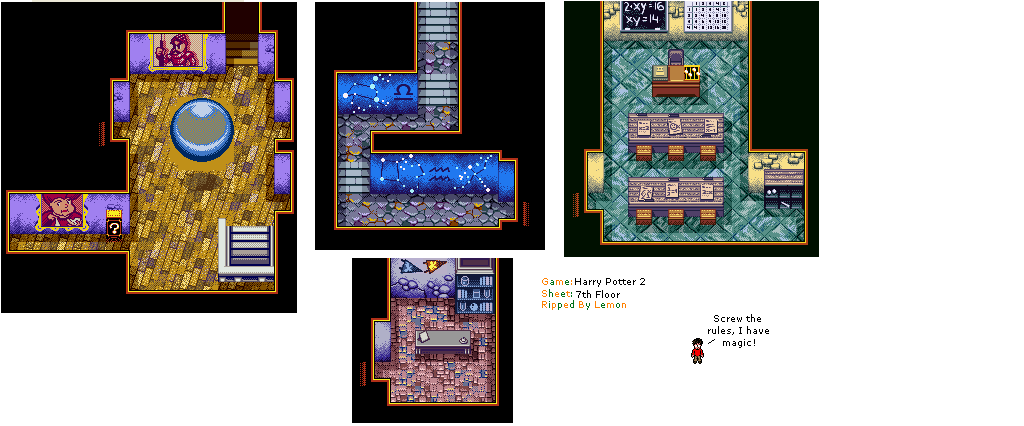 2·xy=16
xy=14·
?
Game: Harry Potter 2
Sheet: 7th Floor
Ripped By Lemon
Screw the
rules, I have
magic!